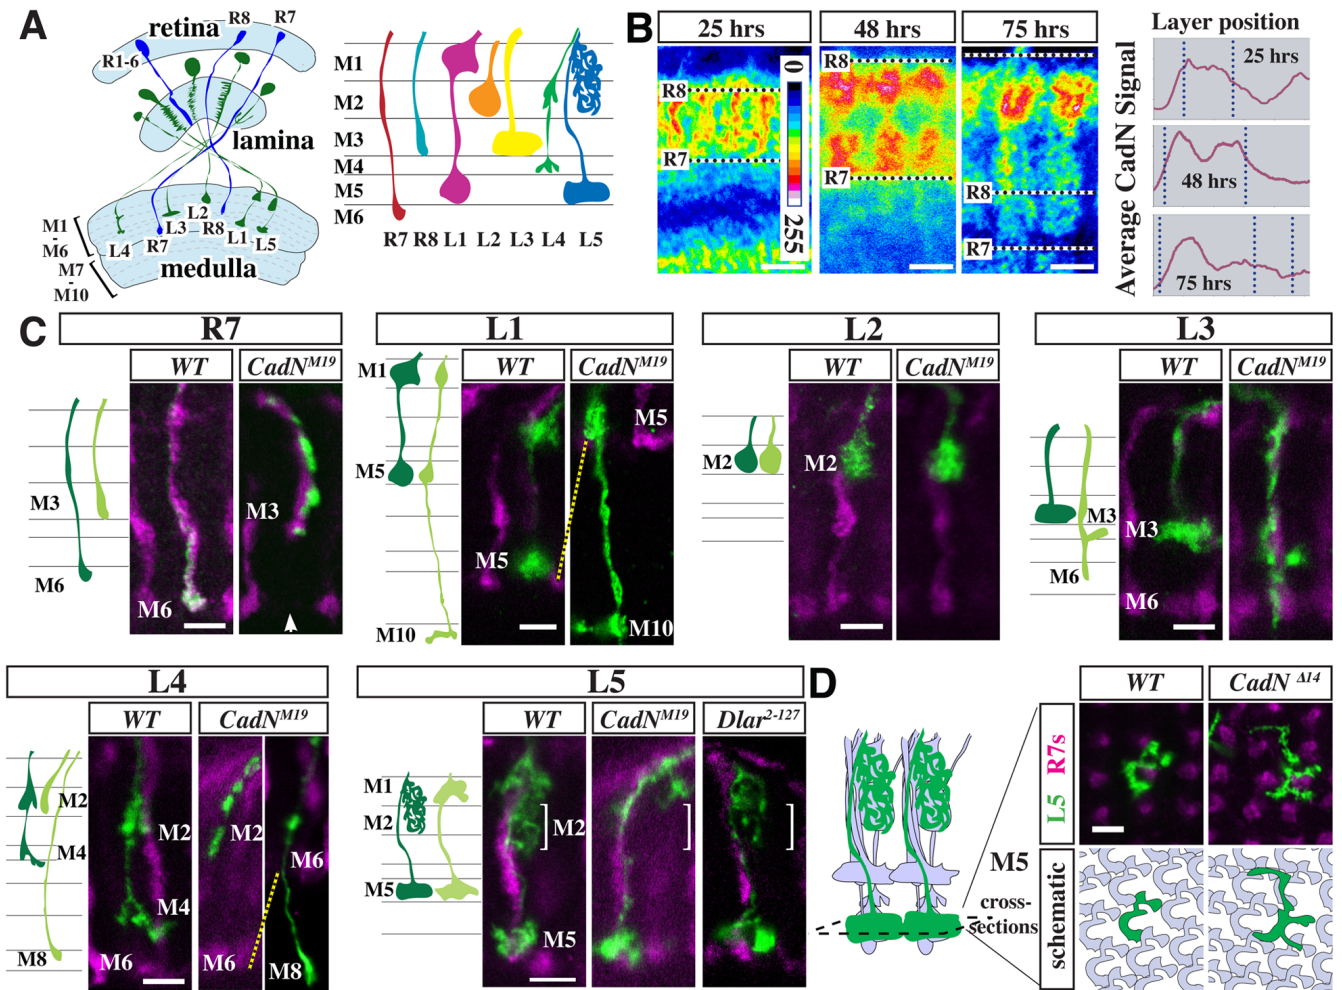 A
retina
R8
R7
R1-6
lamina
L2
L3
R8
L1
L4
R7
L5
medulla
M1
-
M6
M7
-
M10
M1
M2
M3
M4
M5
M6
R7 R8 L1 L2 L3 L4 L5
B
25 hrs
48 hrs
75 hrs
R8
R7
0
255
R8
R7
R8
R7
Layer position
Average CadN Signal
25 hrs
48 hrs
75 hrs
C
R7
WT
CadN^M19
M3
M6
M6
M3
L1
WT
CadN^M19
M1
M5
M10
M5
M5
M10
L2
WT
CadN^M19
M2
M2
L3
WT
CadN^M19
M3
M6
M3
M6
L4
WT
CadN^M19
M2
M4
M8
M2
M4
M6
M2
M6
M6
M8
L5
WT
CadN^M19
Dlar^2-127
M1
M2
M5
M2
M5
D
M5
cross-
sections
WT
CadN^Δ14
L5 R7s
schematic